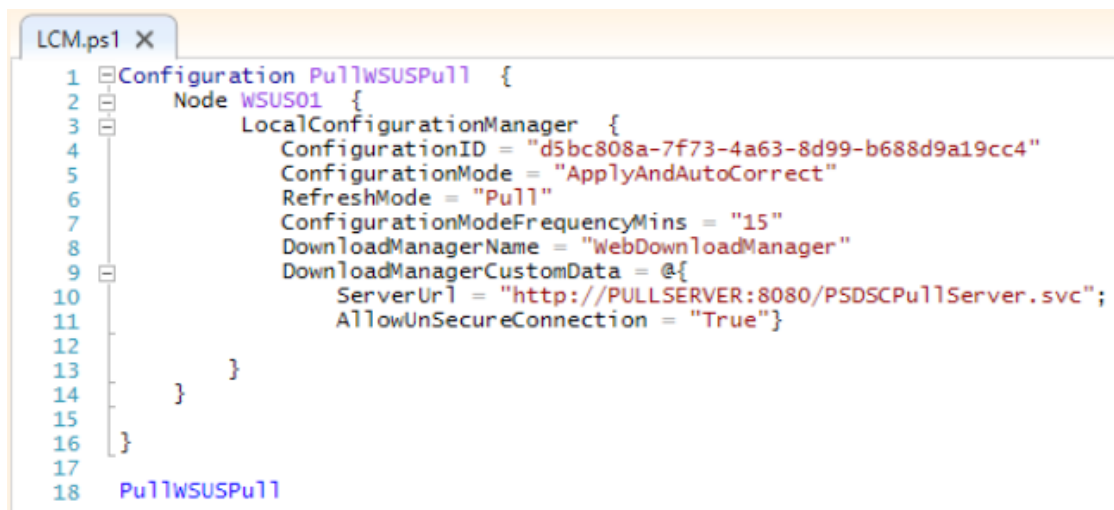 LCM.ps1 X
1 Configuration PullWSUSPull {
2 Node WSUS01 {
3 LocalConfigurationManager {
4 ConfigurationID = "d5bc808a-7f73-4a63-8d99-b688d9a19cc4"
5 ConfigurationMode = "ApplyAndAutoCorrect"
6 RefreshMode = "Pull"
7 ConfigurationModeFrequencyMins = "15"
8 DownloadManagerName = "WebDownloadManager"
9 DownloadManagerCustomData = @{
10 ServerUrl = "http://PULLSERVER:8080/PSDSCPullServer.svc";
11 AllowUnSecureConnection = "True"}
12
13 }
14 }
15
16 }
17
18 PullWSUSPull